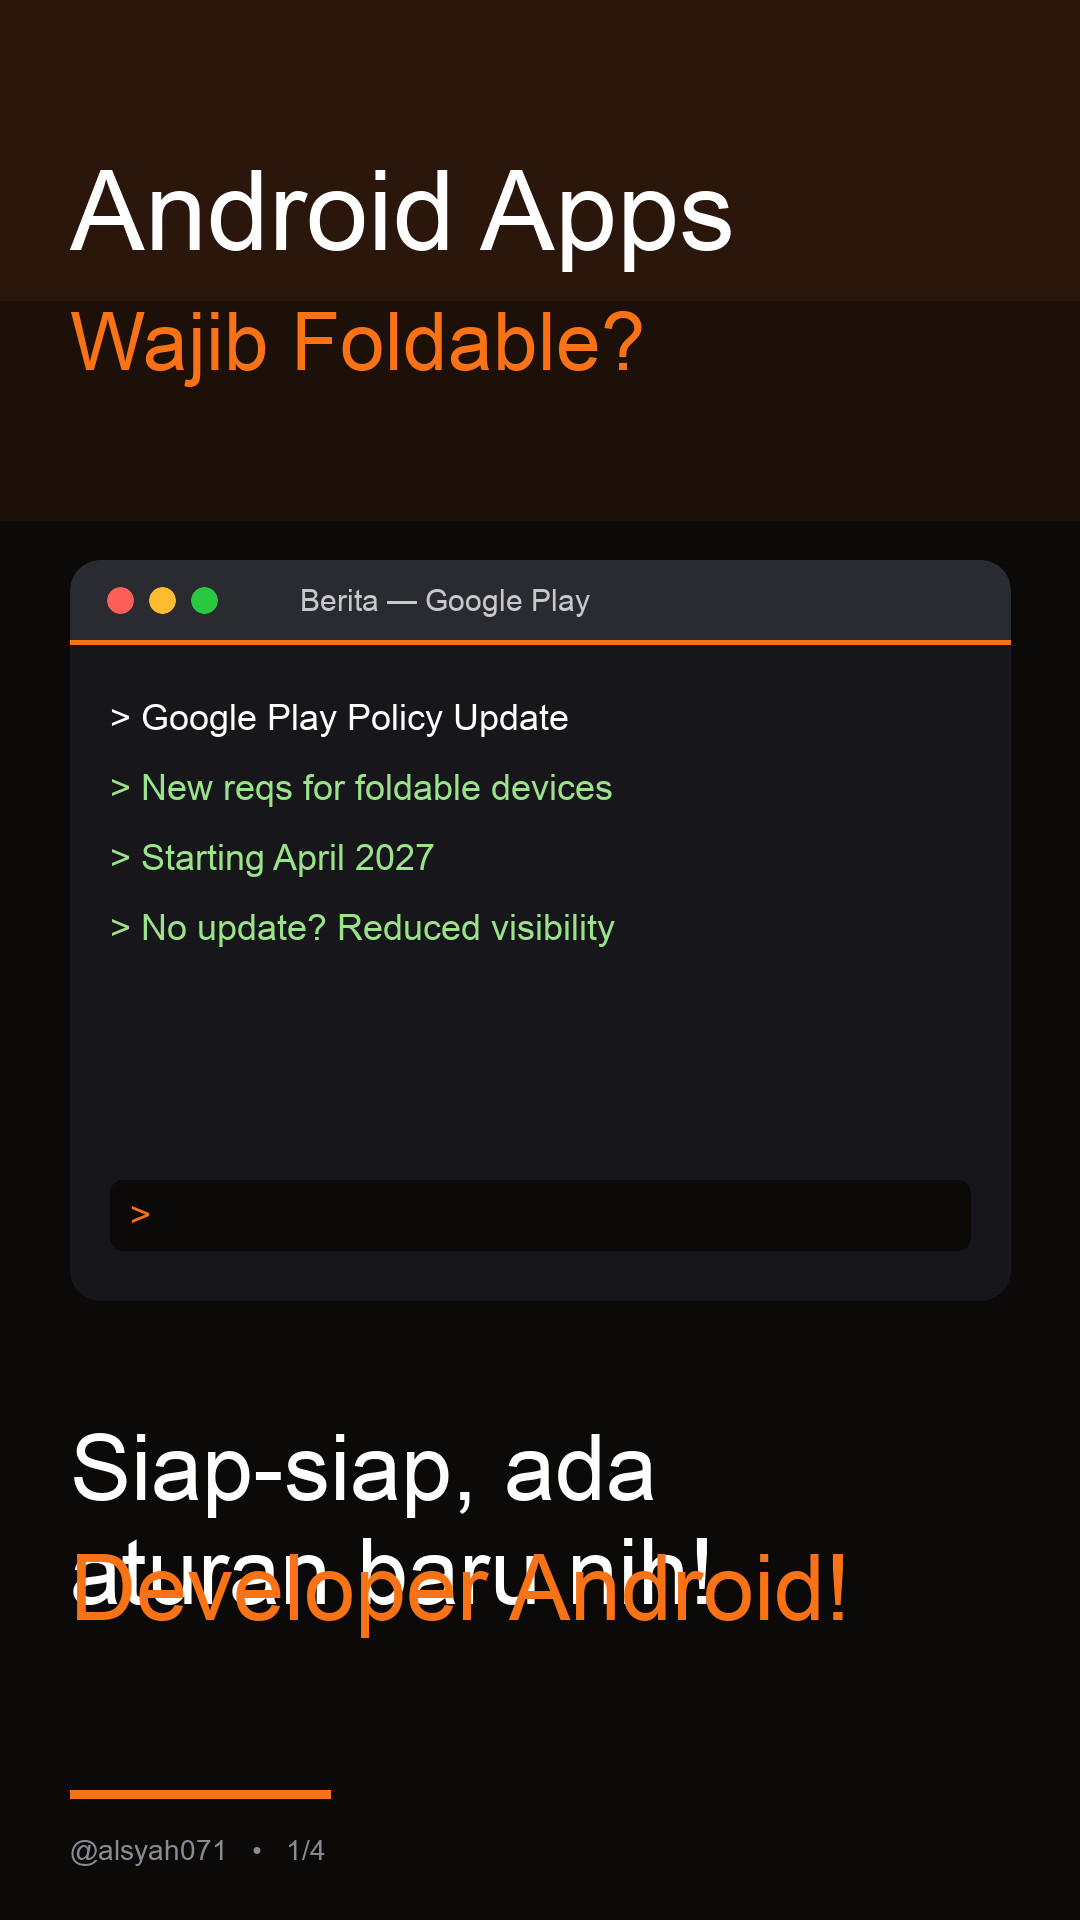 Android Apps
Wajib Foldable?
Berita — Google Play
> Google Play Policy Update
> New reqs for foldable devices
> Starting April 2027
> No update? Reduced visibility
>
Siap-siap, ada
aturan baru nih!
Developer Android!
@alsyah071 • 1/4